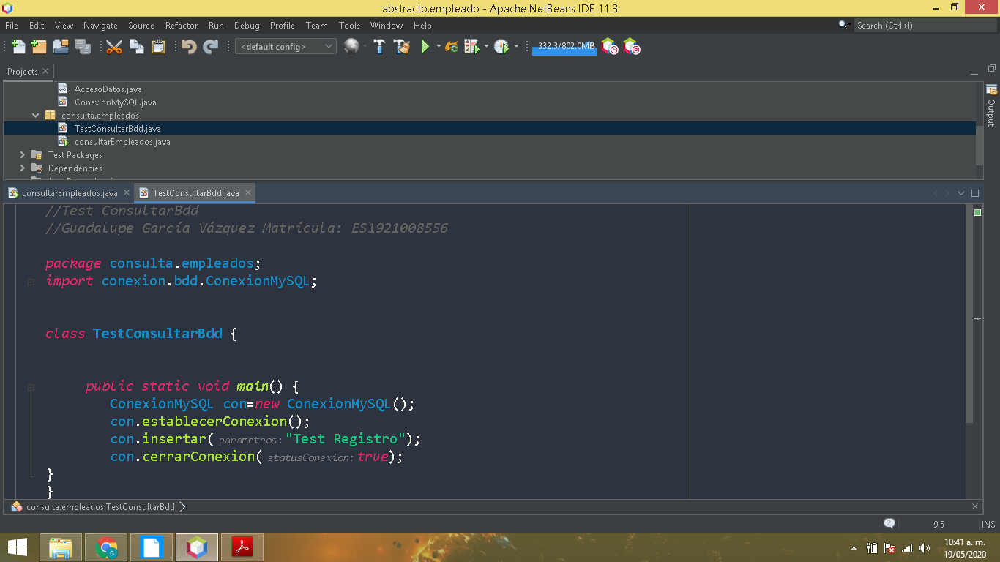 abstracto.empleado - Apache NetBeans IDE 11.3
File Edit View Navigate Source Refactor Run Debug Profile Team Tools Window Help
Search (Ctrl+I)
<default config>
332.3/802.0MB
Projects
AccesoDatos.java
ConexionMySQL.java
consulta.empleados
TestConsultarBdd.java
consultarEmpleados.java
Test Packages
Dependencies
Output
consultarEmpleados.java TestConsultarBdd.java
//Test ConsultarBdd
//Guadalupe García Vázquez Matrícula: ES1921008556
package consulta.empleados;
import conexion.bdd.ConexionMySQL;
class TestConsultarBdd {
public static void main() {
ConexionMySQL con=new ConexionMySQL();
con.establecerConexion();
con.insertar( parametros: "Test Registro");
con.cerrarConexion( statusConexion: true);
}
}
consulta.empleados.TestConsultarBdd
9:5 INS
10:41 a. m.
19/05/2020